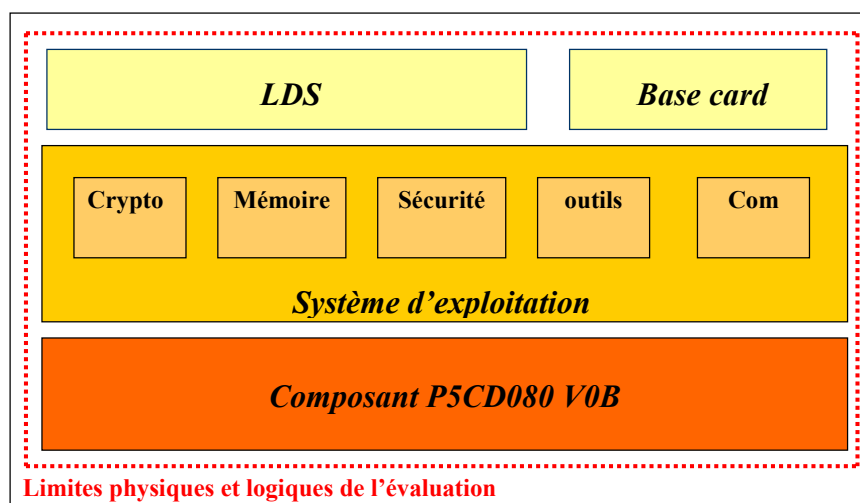 LDS
Base card
Crypto
Mémoire
Sécurité
outils
Com
Système d'exploitation
Composant P5CD080 V0B
Limites physiques et logiques de l'évaluation